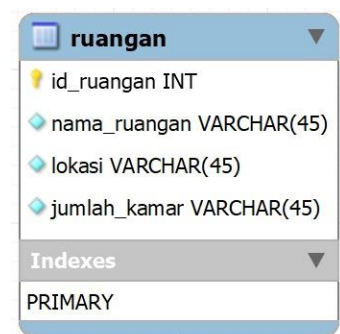 ruangan
id_ruangan INT
nama_ruangan VARCHAR(45)
lokasi VARCHAR(45)
jumlah_kamar VARCHAR(45)
Indexes
PRIMARY